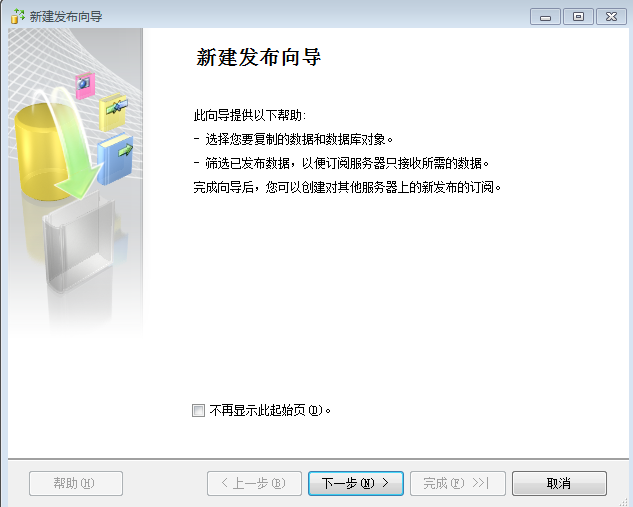 新建发布向导
新建发布向导
此向导提供以下帮助:
- 选择您要复制的数据和数据库对象。
- 筛选已发布数据，以便订阅服务器只接收所需的数据。
完成向导后，您可以创建对其他服务器上的新发布的订阅。
不再显示此起始页(D)。
帮助(H)
< 上一步(B)
下一步(N) >
完成(F) >>|
取消